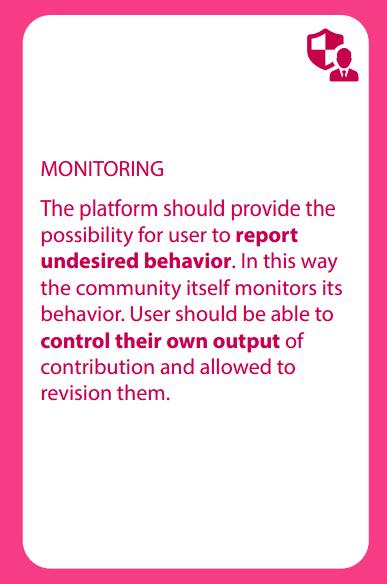 MONITORING
The platform should provide the
possibility for user to report
undesired behavior. In this way
the community itself monitors its
behavior. User should be able to
control their own output of
contribution and allowed to
revision them.